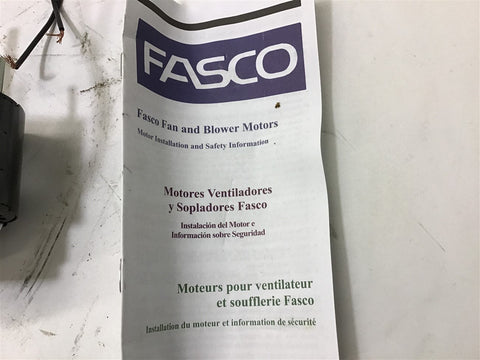 FASCO
Fasco Fan and Blower Motors
Motor Installation and Safety Information
Motores Ventiladores
y Sopladores Fasco
Instalación del Motor e
Información sobre Seguridad
Moteurs pour ventilateur
et soufflerie Fasco
Installation du moteur et information de sécurité